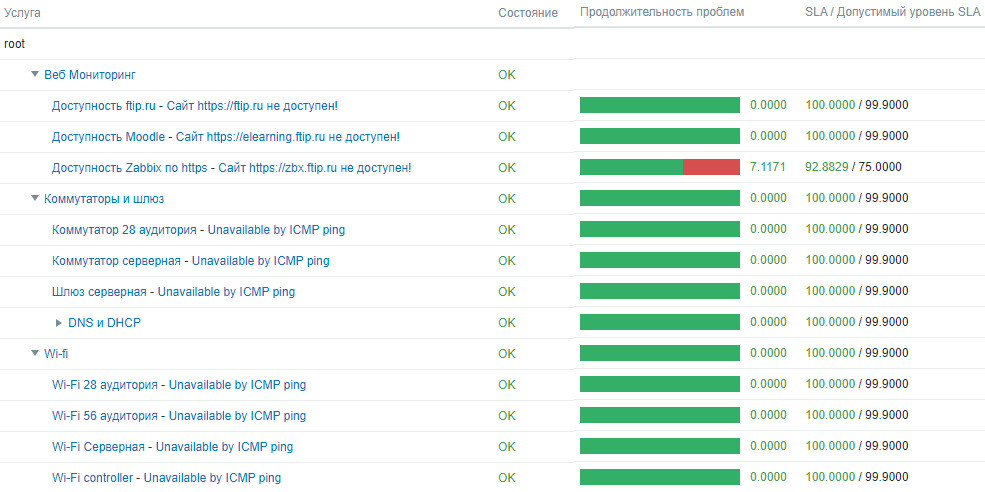 Услуга Состояние Продолжительность проблем SLA / Допустимый уровень SLA
root
Веб Мониторинг OK
Доступность ftip.ru - Сайт https://ftip.ru не доступен! OK 0.0000 100.0000 / 99.9000
Доступность Moodle - Сайт https://elearning.ftip.ru не доступен! OK 0.0000 100.0000 / 99.9000
Доступность Zabbix по https - Сайт https://zbx.ftip.ru не доступен! OK 7.1171 92.8829 / 75.0000
Коммутаторы и шлюз OK 0.0000 100.0000 / 99.9000
Коммутатор 28 аудитория - Unavailable by ICMP ping OK 0.0000 100.0000 / 99.9000
Коммутатор серверная - Unavailable by ICMP ping OK 0.0000 100.0000 / 99.9000
Шлюз серверная - Unavailable by ICMP ping OK 0.0000 100.0000 / 99.9000
DNS и DHCP OK 0.0000 100.0000 / 99.9000
Wi-fi OK 0.0000 100.0000 / 99.9000
Wi-Fi 28 аудитория - Unavailable by ICMP ping OK 0.0000 100.0000 / 99.9000
Wi-Fi 56 аудитория - Unavailable by ICMP ping OK 0.0000 100.0000 / 99.9000
Wi-Fi Серверная - Unavailable by ICMP ping OK 0.0000 100.0000 / 99.9000
Wi-Fi controller - Unavailable by ICMP ping OK 0.0000 100.0000 / 99.9000